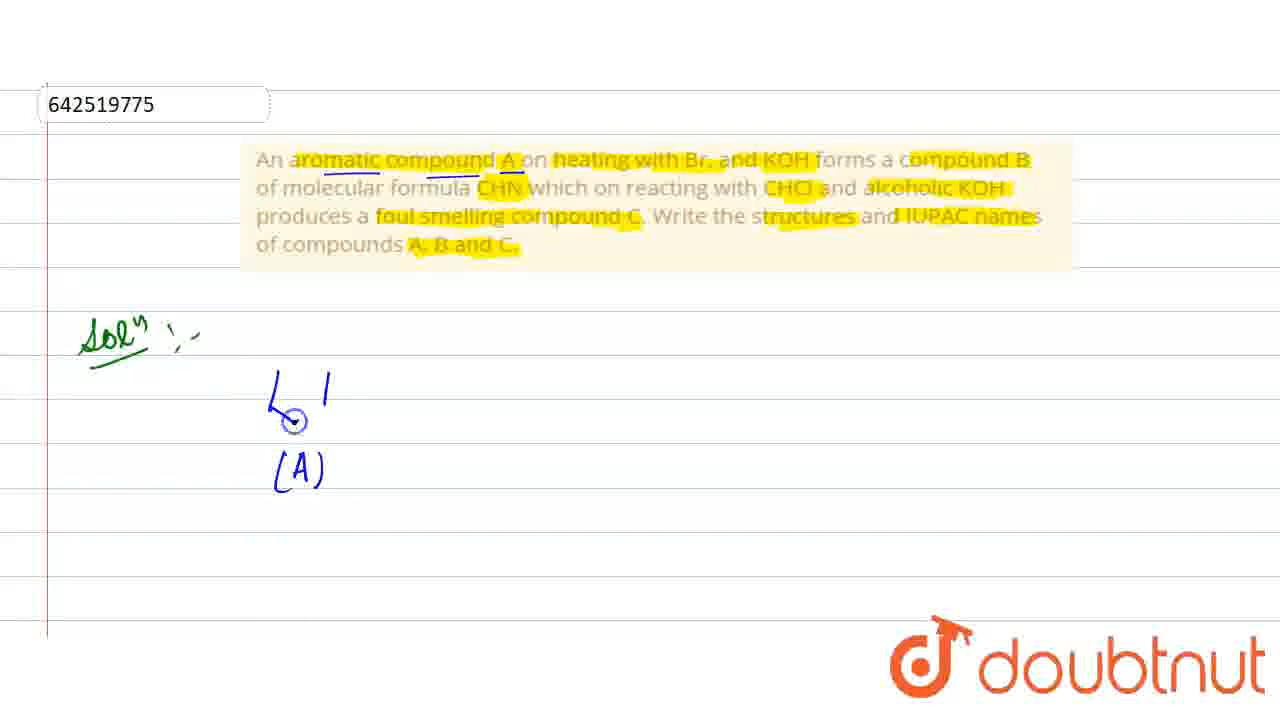 642519775
An aromatic compound A on heating with Br, and KOH forms a compound B
of molecular formula CHN which on reacting with CHCl and alcoholic KOH
produces a foul smelling compound C. Write the structures and IUPAC names
of compounds A, B and C.
Solⁿ :-
(A)
doubtnut